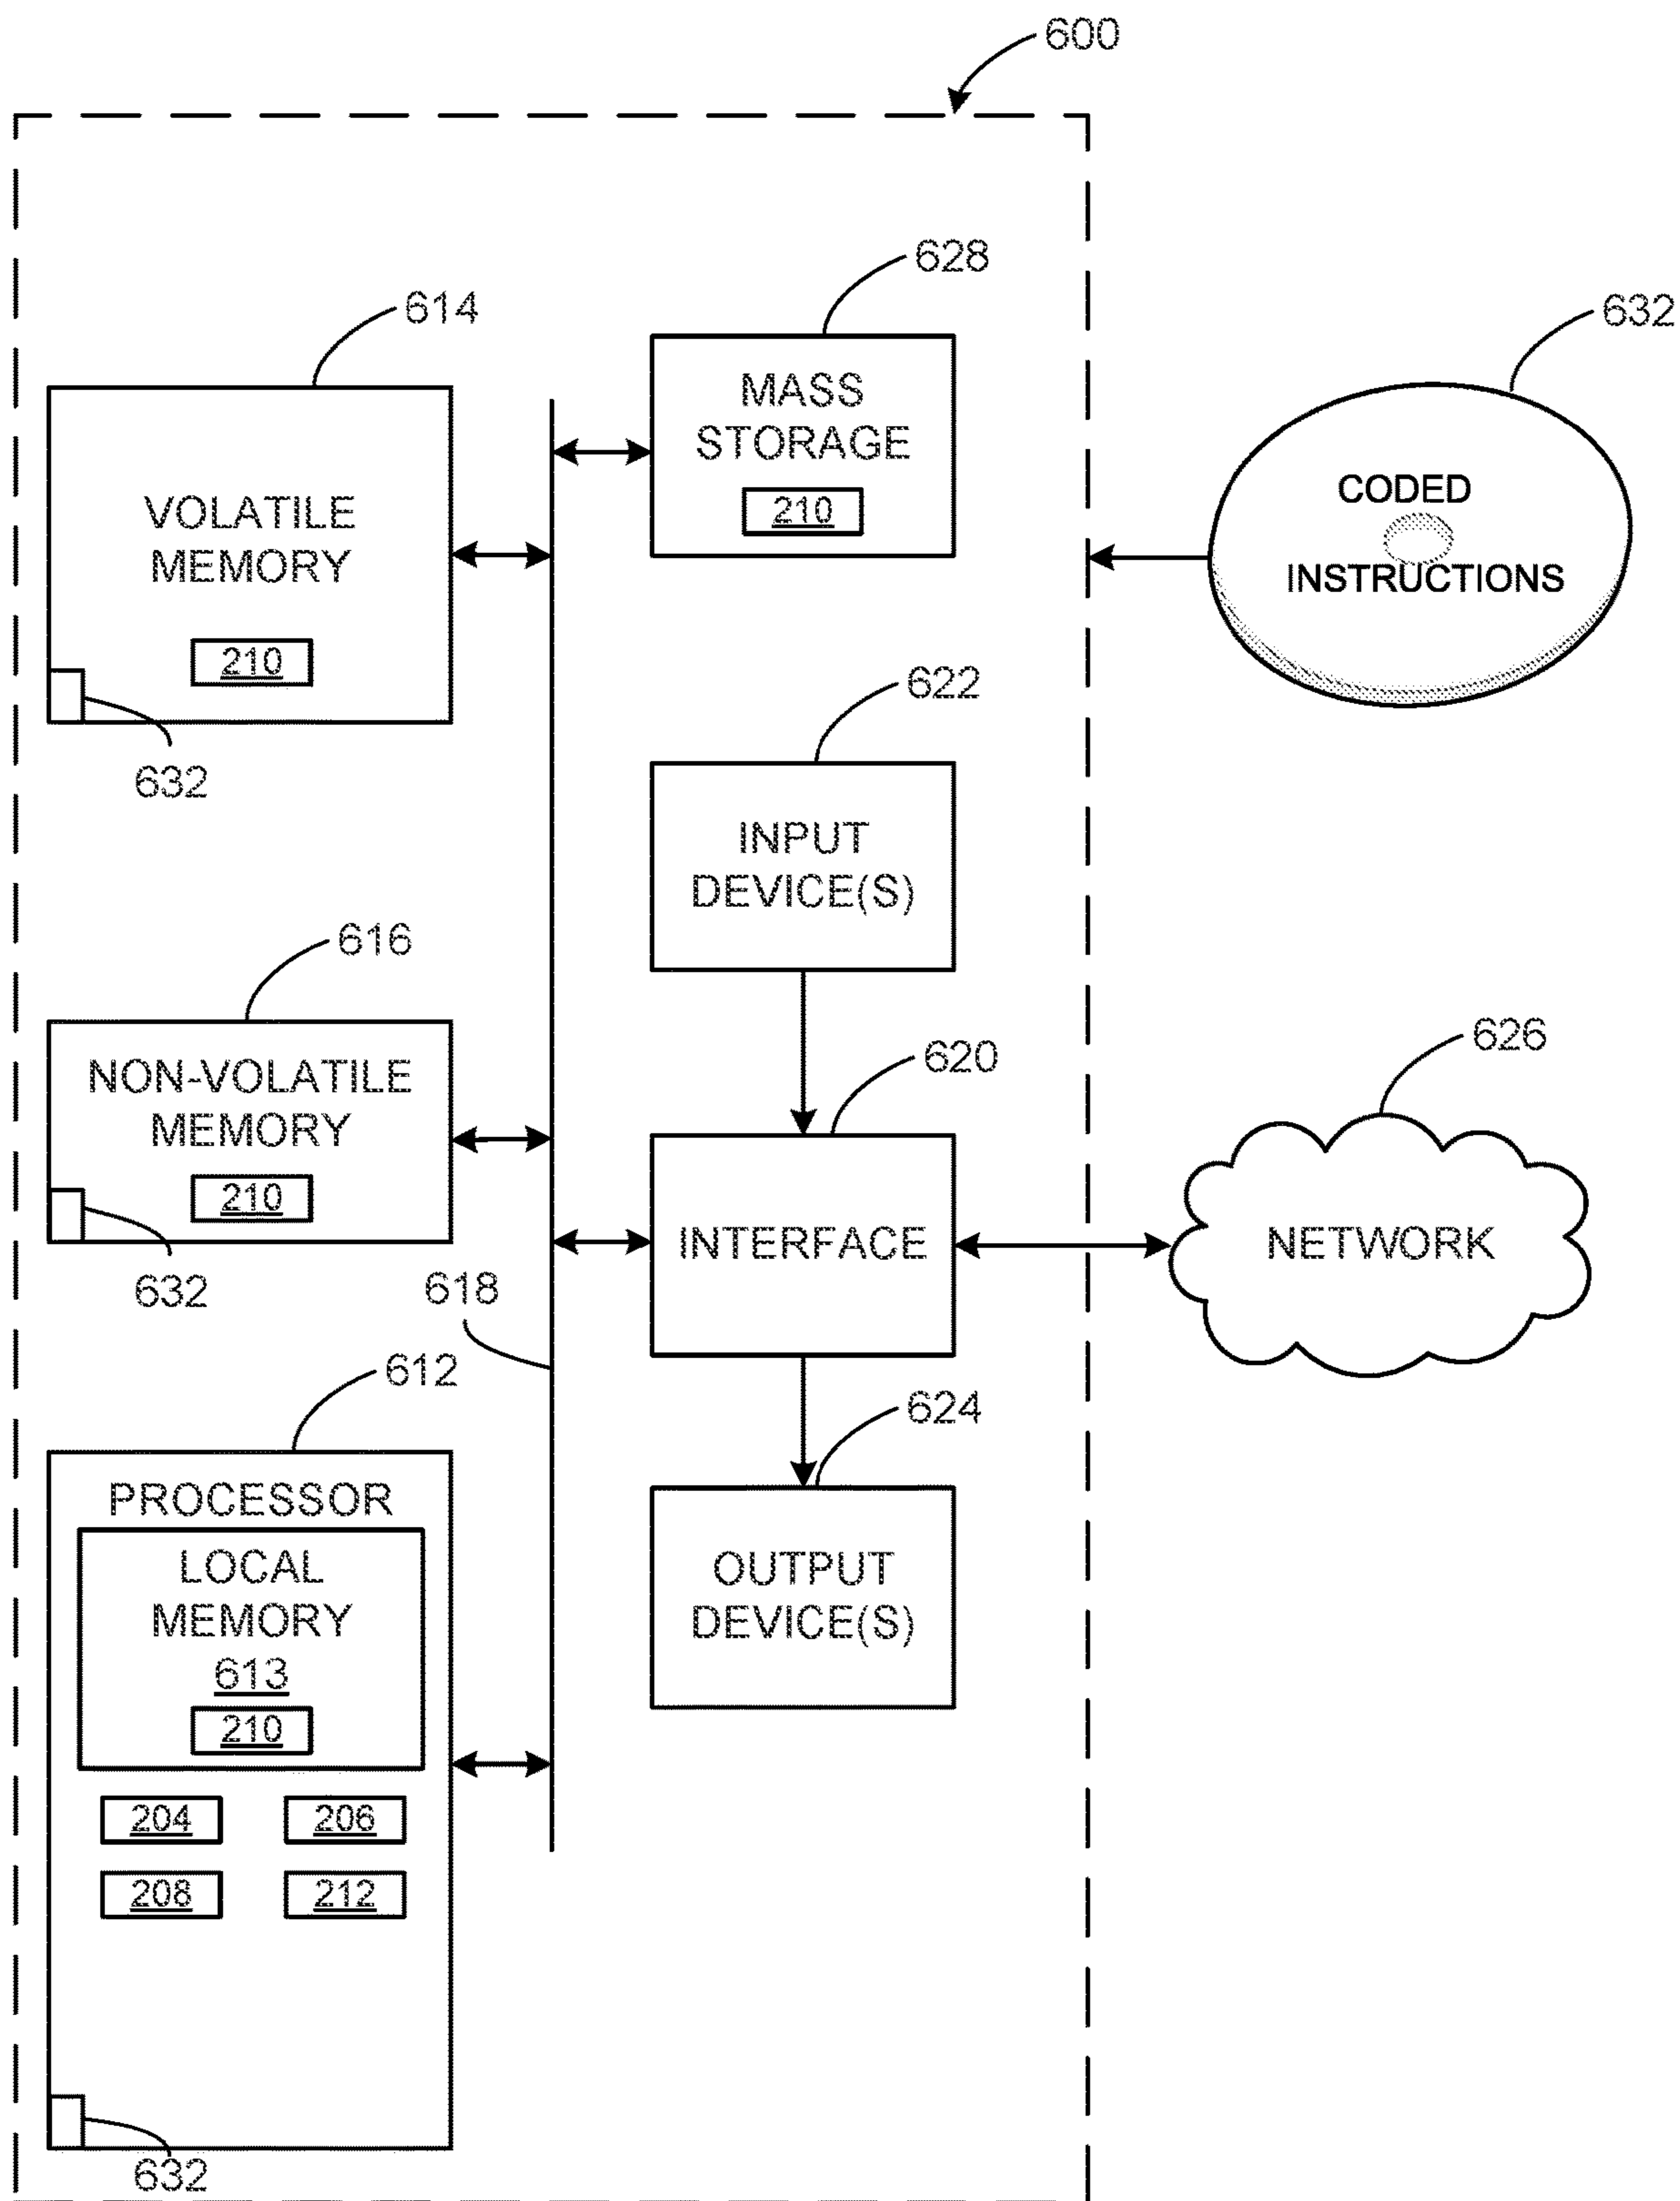 600
628
614
632
MASS
STORAGE
210
VOLATILE
MEMORY
210
632
CODED
INSTRUCTIONS
622
INPUT
DEVICE(S)
616
NON-VOLATILE
MEMORY
210
632
620
INTERFACE
626
NETWORK
618
612
PROCESSOR
LOCAL
MEMORY
613
210
204
206
208
212
632
624
OUTPUT
DEVICE(S)